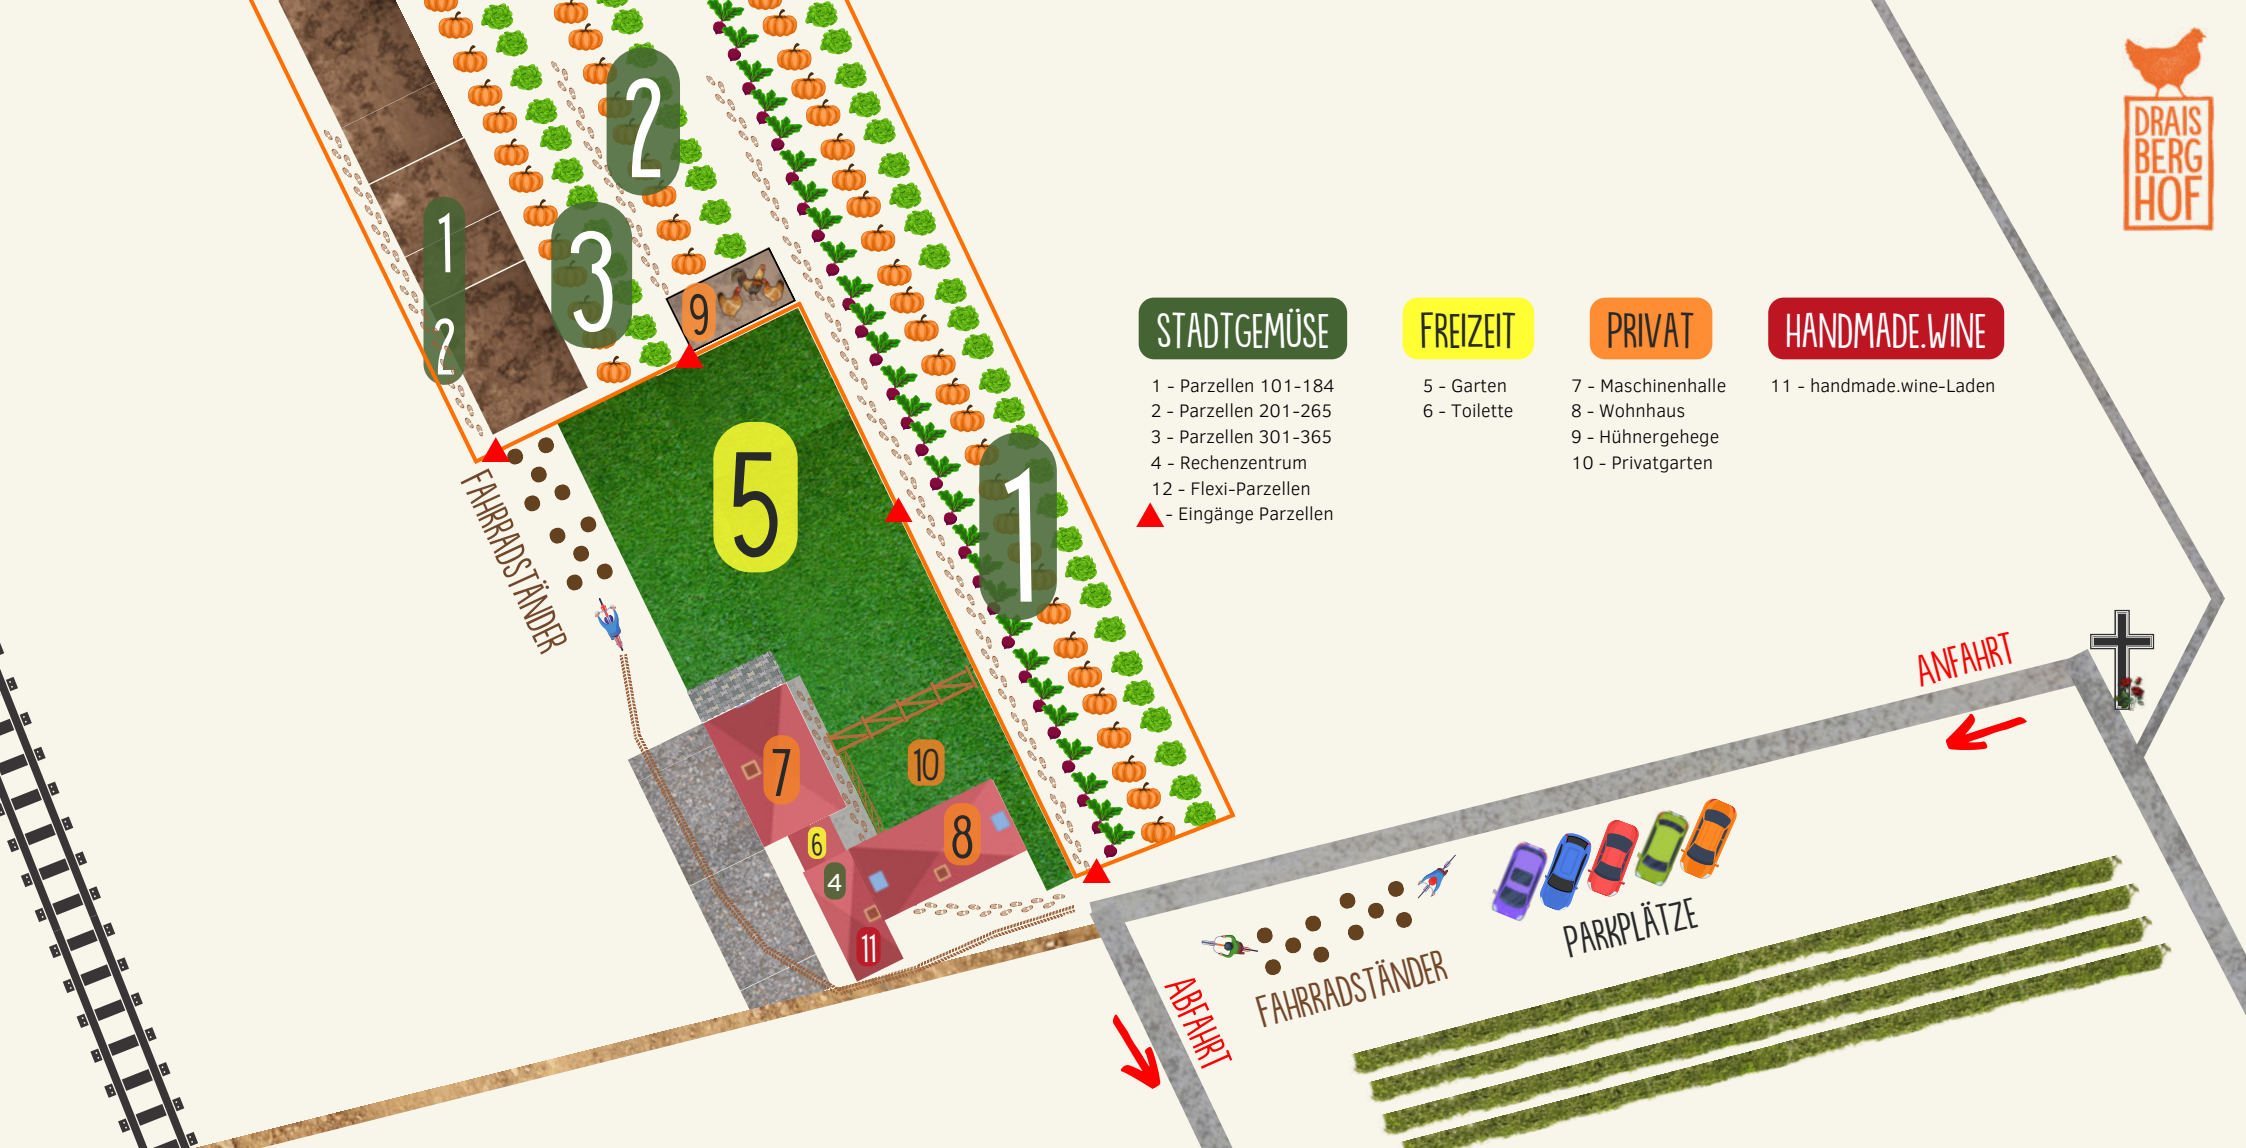 DRAIS
BERG
HOF
STADTGEMÜSE
1 - Parzellen 101-184
2 - Parzellen 201-265
3 - Parzellen 301-365
4 - Rechenzentrum
12 - Flexi-Parzellen
- Eingänge Parzellen
FREIZEIT
5 - Garten
6 - Toilette
PRIVAT
7 - Maschinenhalle
8 - Wohnhaus
9 - Hühnergehege
10 - Privatgarten
HANDMADE.WINE
11 - handmade.wine-Laden
2
1
2
3
9
1
5
FAHRRADSTÄNDER
7
10
6
8
4
11
ANFAHRT
PARKPLÄTZE
FAHRRADSTÄNDER
ABFAHRT